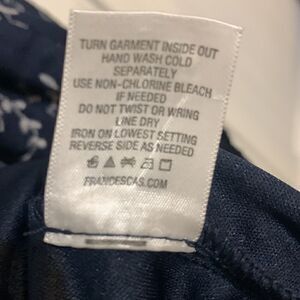 TURN GARMENT INSIDE OUT
HAND WASH COLD
SEPARATELY
USE NON-CHLORINE BLEACH
IF NEEDED
DO NOT TWIST OR WRING
LINE DRY
IRON ON LOWEST SETTING
REVERSE SIDE AS NEEDED
FRANCESCAS.COM